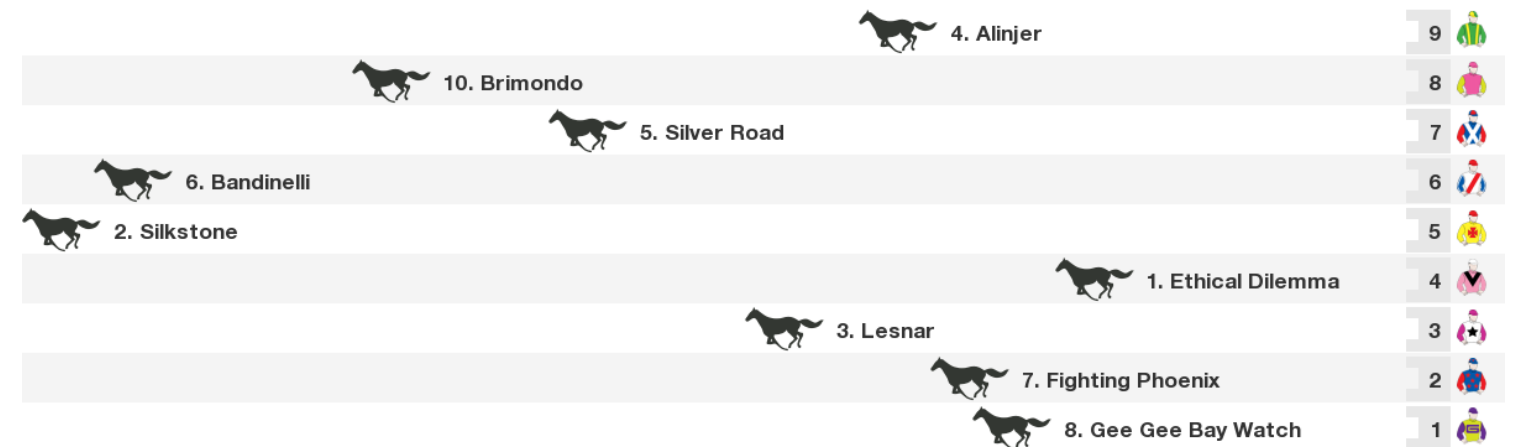 4. Alinjer 9
10. Brimondo 8
5. Silver Road 7
6. Bandinelli 6
2. Silkstone 5
1. Ethical Dilemma 4
3. Lesnar 3
7. Fighting Phoenix 2
8. Gee Gee Bay Watch 1